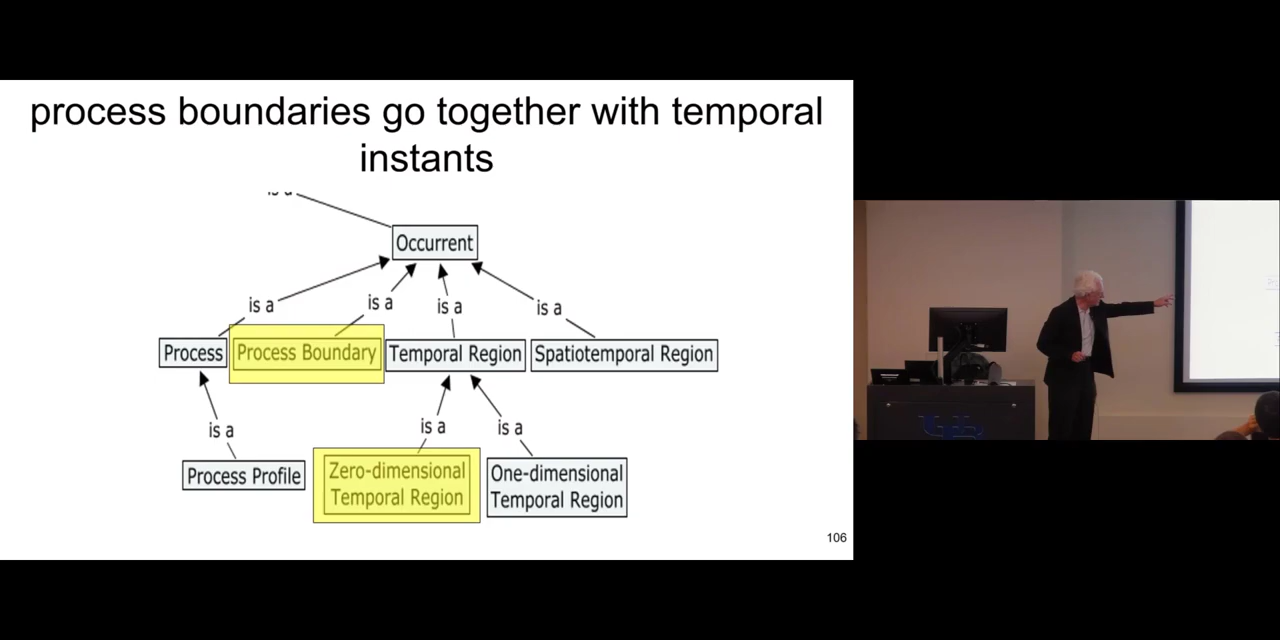 process boundaries go together with temporal
instants
is a
Occurrent
is a
is a
is a
is a
Process
Process Boundary
Temporal Region
Spatiotemporal Region
is a
is a
is a
Process Profile
Zero-dimensional
Temporal Region
One-dimensional
Temporal Region
106